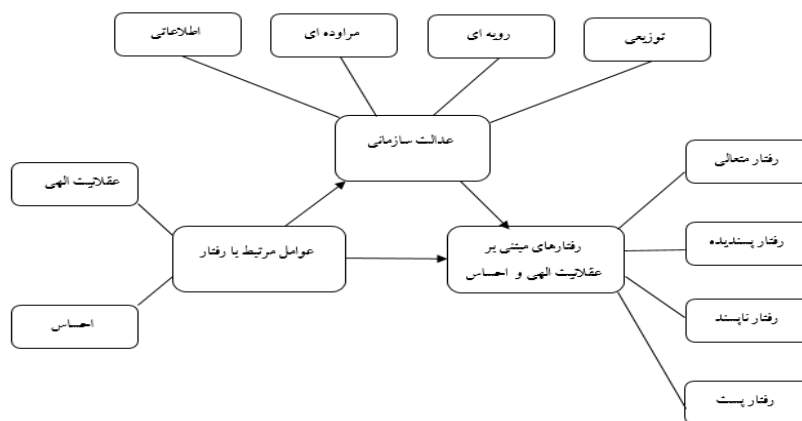 توزیعی
رویه ای
مراوده ای
اطلاعاتی
عدالت سازمانی
رفتار متعالی
عقلانیت الهی
رفتار پسندیده
رفتارهای مبتنی بر
عقلانیت الهی و احساس
عوامل مرتبط با رفتار
رفتار ناپسند
احساس
رفتار پست